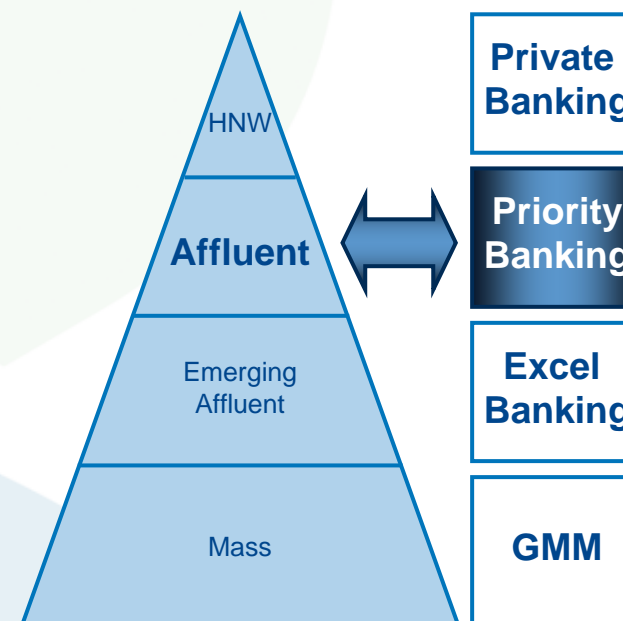 HNW
Private
Banking
Affluent
Priority
Banking
Emerging
Affluent
Excel
Banking
Mass
GMM